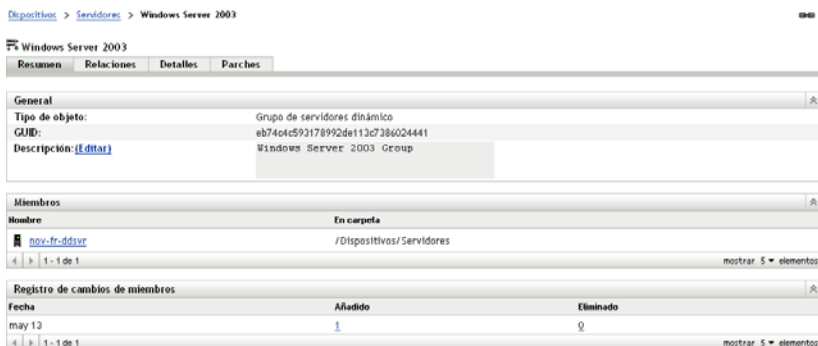 Dispositivos > Servidores > Windows Server 2003
Windows Server 2003
Resumen Relaciones Detalles Parches
General
Tipo de objeto: Grupo de servidores dinámico
GUID: eb74c4c593178992de113c7386024441
Descripción:(Editar) Windows Server 2003 Group
Miembros
Nombre En carpeta
nov-fr-ddsvr /Dispositivos/Servidores
1 - 1 de 1 mostrar 5 elementos
Registro de cambios de miembros
Fecha Añadido Eliminado
may 13 1 0
1 - 1 de 1 mostrar 5 elementos